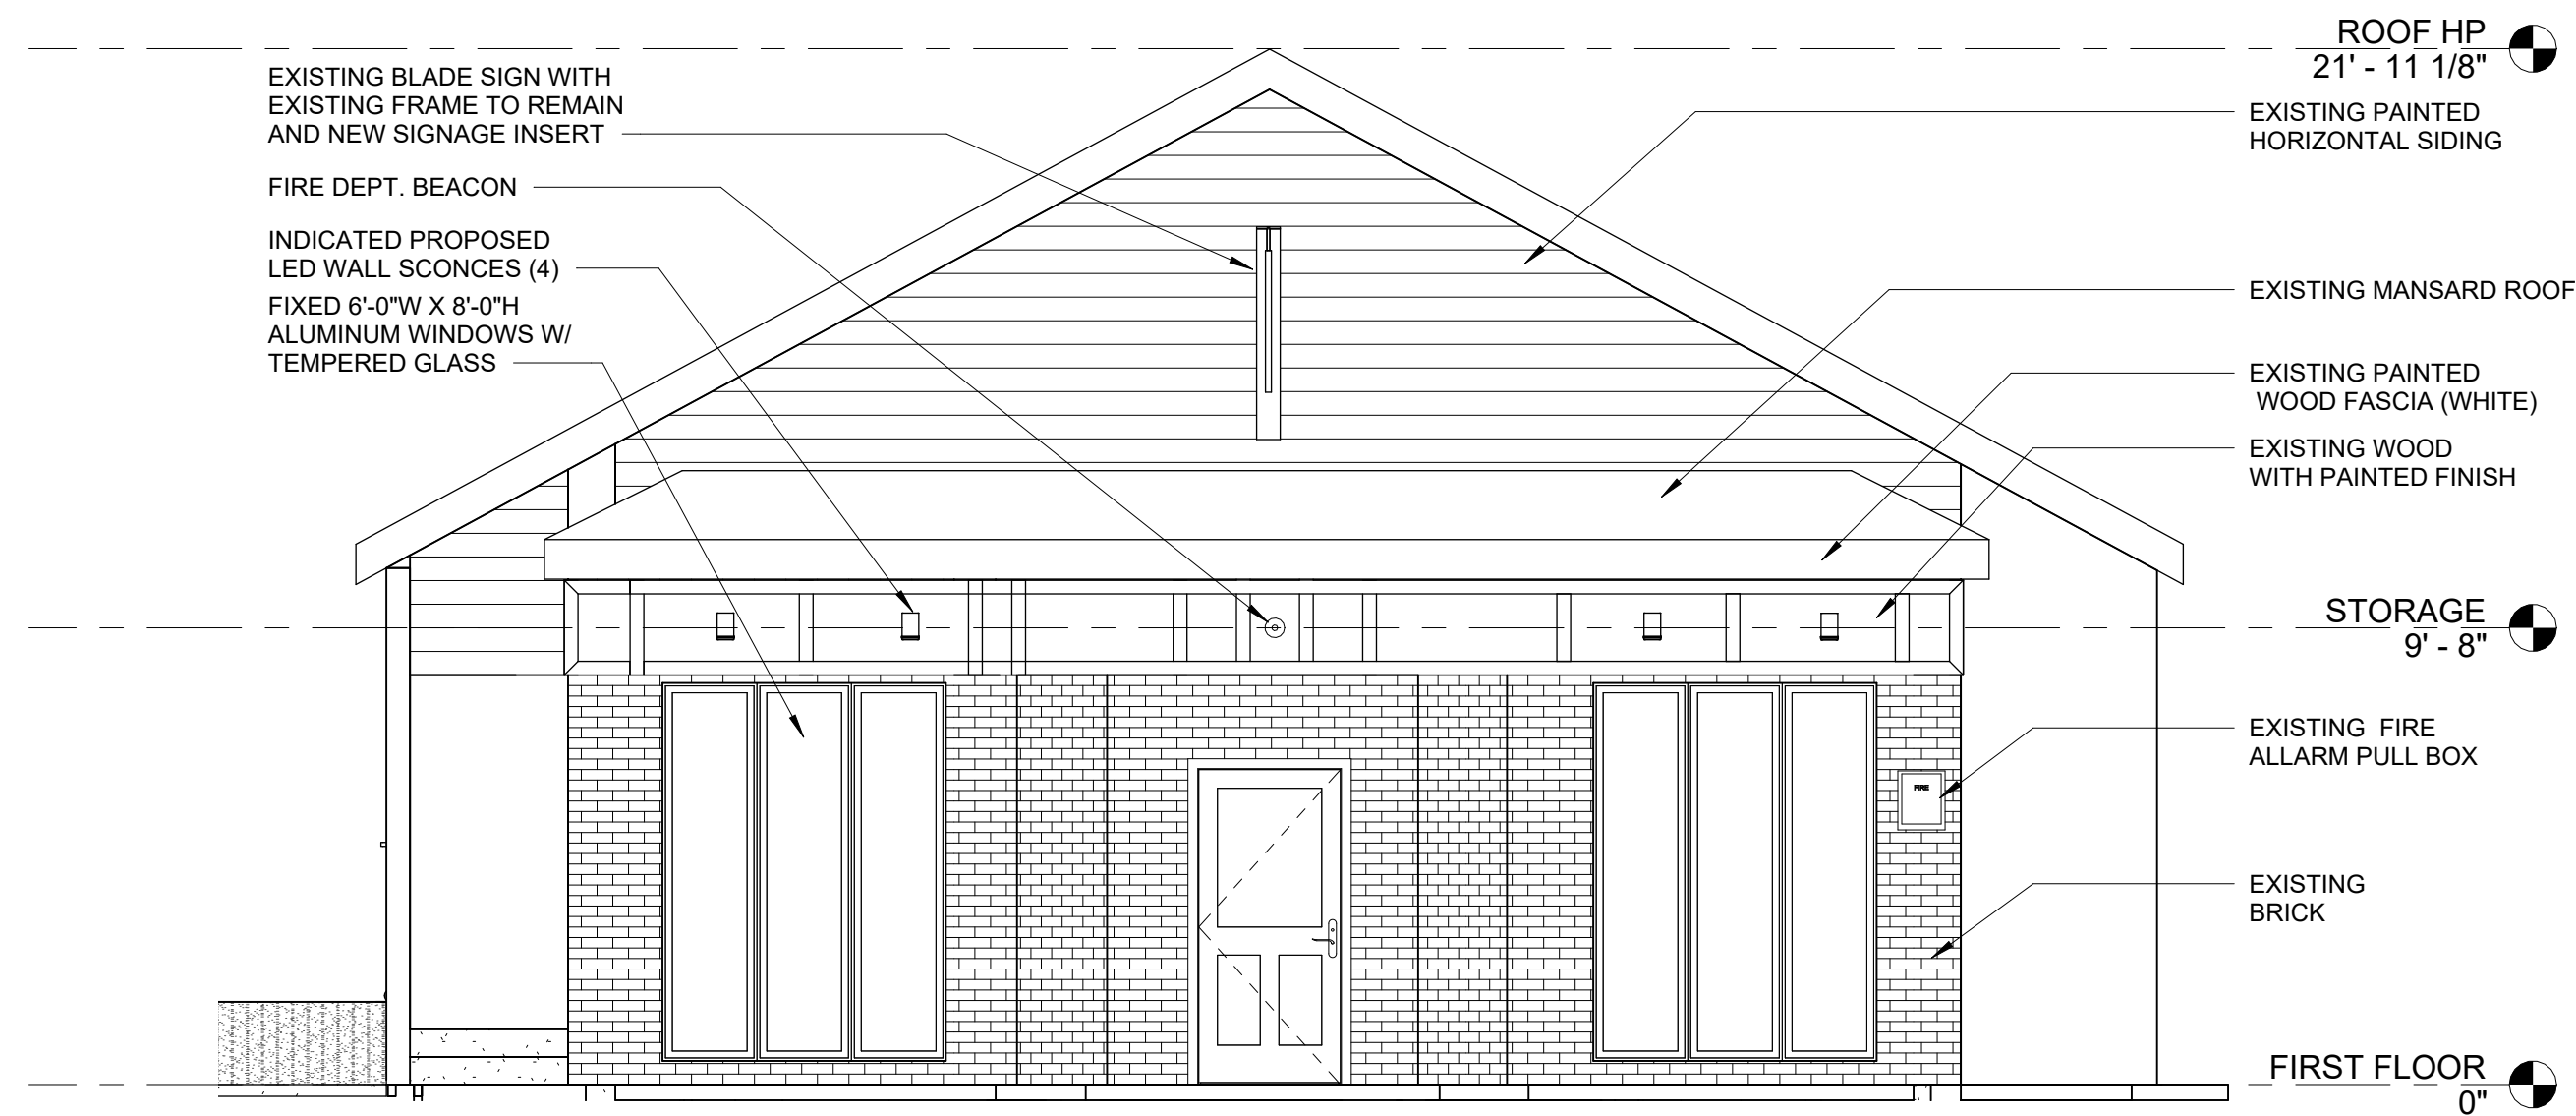 ROOF HP
21' - 11 1/8"
EXISTING BLADE SIGN WITH
EXISTING FRAME TO REMAIN
AND NEW SIGNAGE INSERT
FIRE DEPT. BEACON
INDICATED PROPOSED
LED WALL SCONCES (4)
FIXED 6'-0"W X 8'-0"H
ALUMINUM WINDOWS W/
TEMPERED GLASS
EXISTING PAINTED
HORIZONTAL SIDING
EXISTING MANSARD ROOF
EXISTING PAINTED
WOOD FASCIA (WHITE)
EXISTING WOOD
WITH PAINTED FINISH
STORAGE
9' - 8"
EXISTING FIRE
ALLARM PULL BOX
FIRE
EXISTING
BRICK
FIRST FLOOR
0"